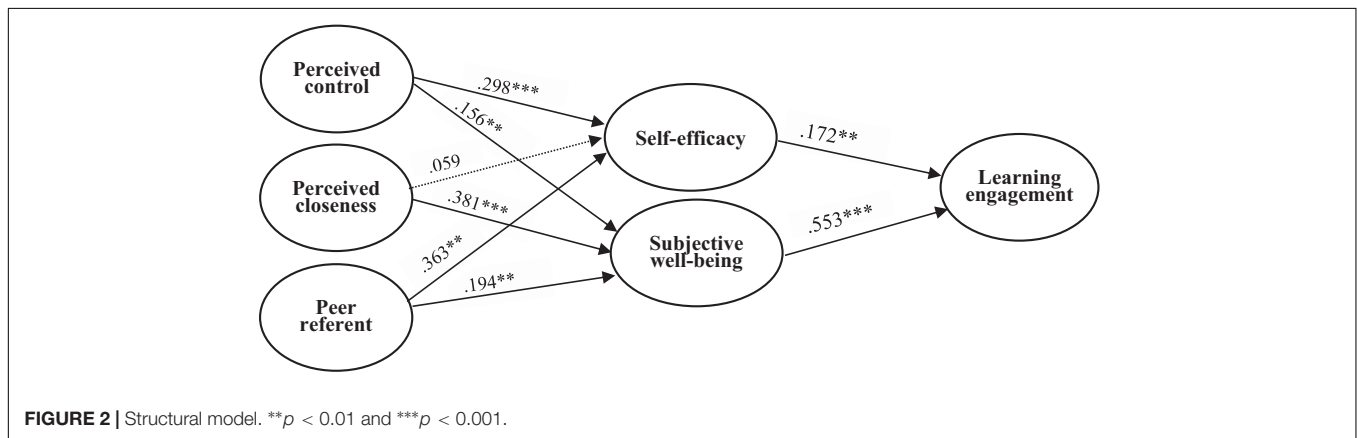 Perceived
control
.298***
.156**
Self-efficacy
.172**
.059
Perceived
closeness
.381***
Learning
engagement
.553***
.363**
Subjective
well-being
.194**
Peer
referent
FIGURE 2 | Structural model. **p < 0.01 and ***p < 0.001.